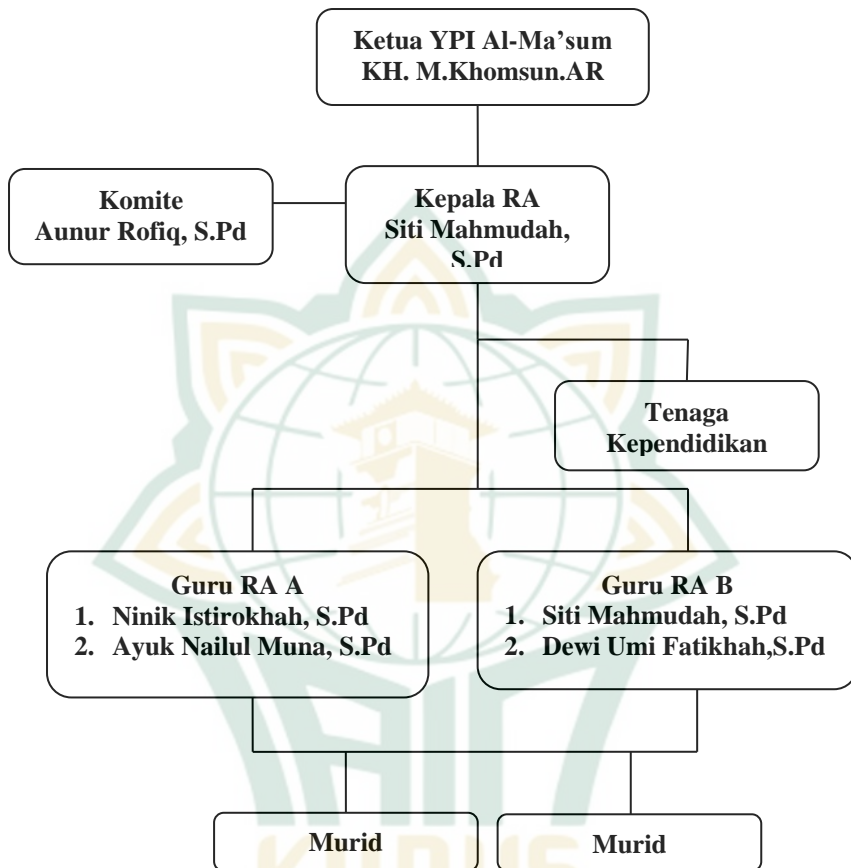 Ketua YPI Al-Ma’sum
KH. M.Khomsun.AR
Komite
Aunur Rofiq, S.Pd
Kepala RA
Siti Mahmudah,
S.Pd
Tenaga
Kependidikan
Guru RA A
1. Ninik Istirokhah, S.Pd
2. Ayuk Nailul Muna, S.Pd
Guru RA B
1. Siti Mahmudah, S.Pd
2. Dewi Umi Fatikhah,S.Pd
Murid
Murid
KUDUS